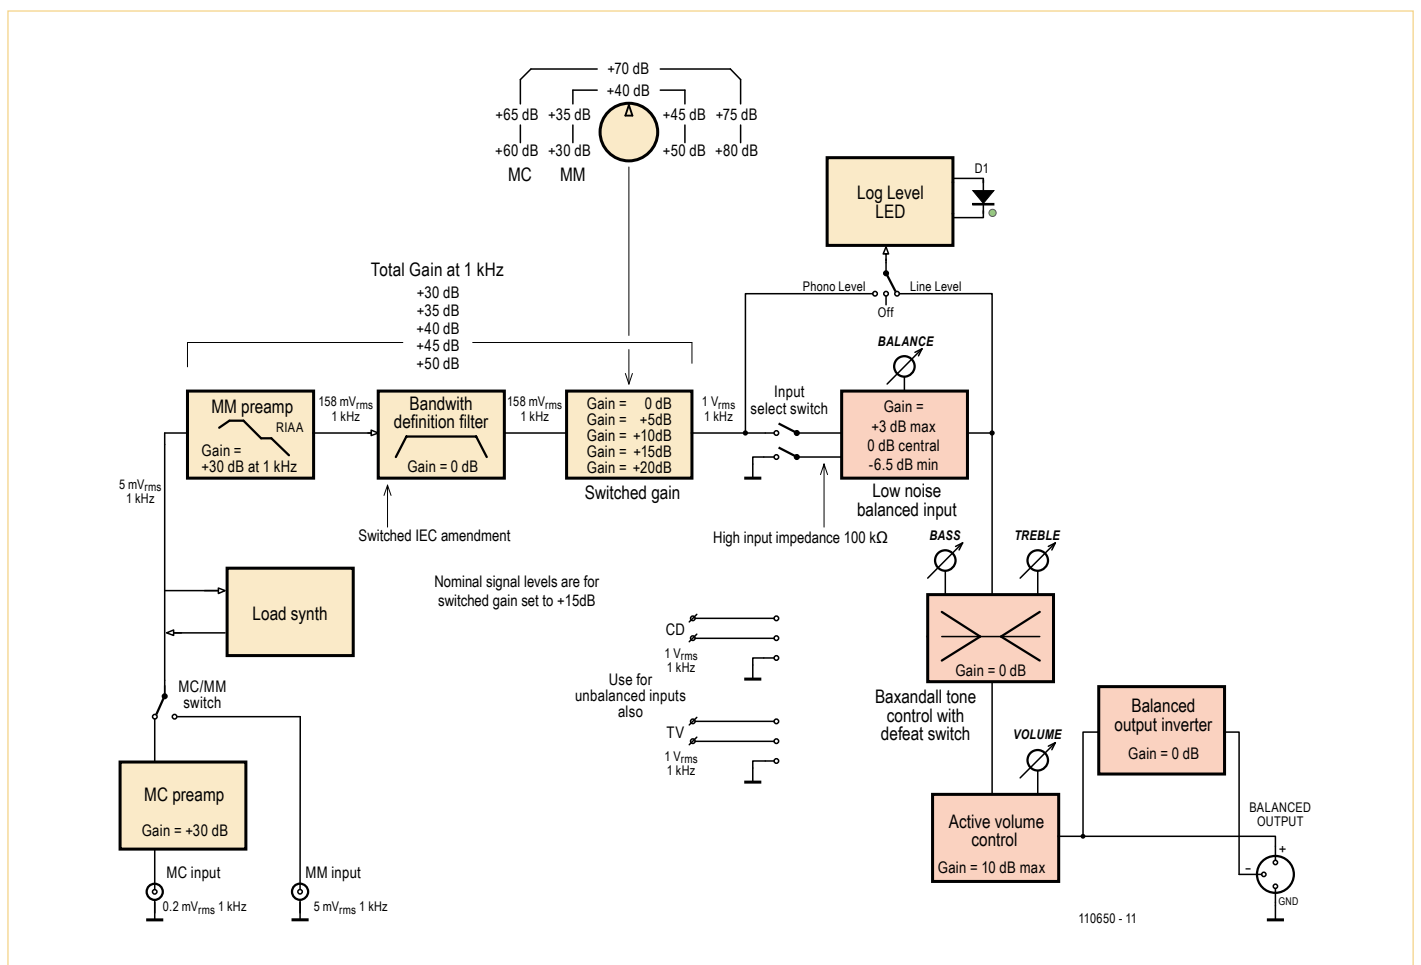 +70 dB
+40 dB
+65 dB +35 dB +45 dB +75 dB
+60 dB +30 dB +50 dB +80 dB
MC MM
Log Level
LED
D1
Total Gain at 1 kHz
+30 dB
+35 dB
+40 dB
+45 dB
+50 dB
Phono Level
Line Level
Off
BALANCE
MM preamp
RIAA
Gain =
+30 dB at 1 kHz
158 mVrms
1 kHz
Bandwith
definition filter
Gain = 0 dB
158 mVrms
1 kHz
Gain = 0 dB
Gain = +5dB
Gain = +10dB
Gain = +15dB
Gain = +20dB
Switched gain
1 Vrms
1 kHz
Input
select switch
Gain =
+3 dB max
0 dB central
-6.5 dB min
Low noise
balanced input
5 mVrms
1 kHz
Switched IEC amendment
High input impedance 100 kΩ
BASS
TREBLE
Nominal signal levels are for
switched gain set to +15dB
Load synth
CD
1 Vrms
1 kHz
Gain = 0 dB
Baxandall tone
control with
defeat switch
Use for
unbalanced inputs
also
TV
1 Vrms
1 kHz
MC/MM
switch
VOLUME
Balanced
output inverter
Gain = 0 dB
MC preamp
Gain = +30 dB
Active volume
control
Gain = 10 dB max
BALANCED
OUTPUT
+
-
GND
MC input
0.2 mVrms 1 kHz
MM input
5 mVrms 1 kHz
110650 - 11